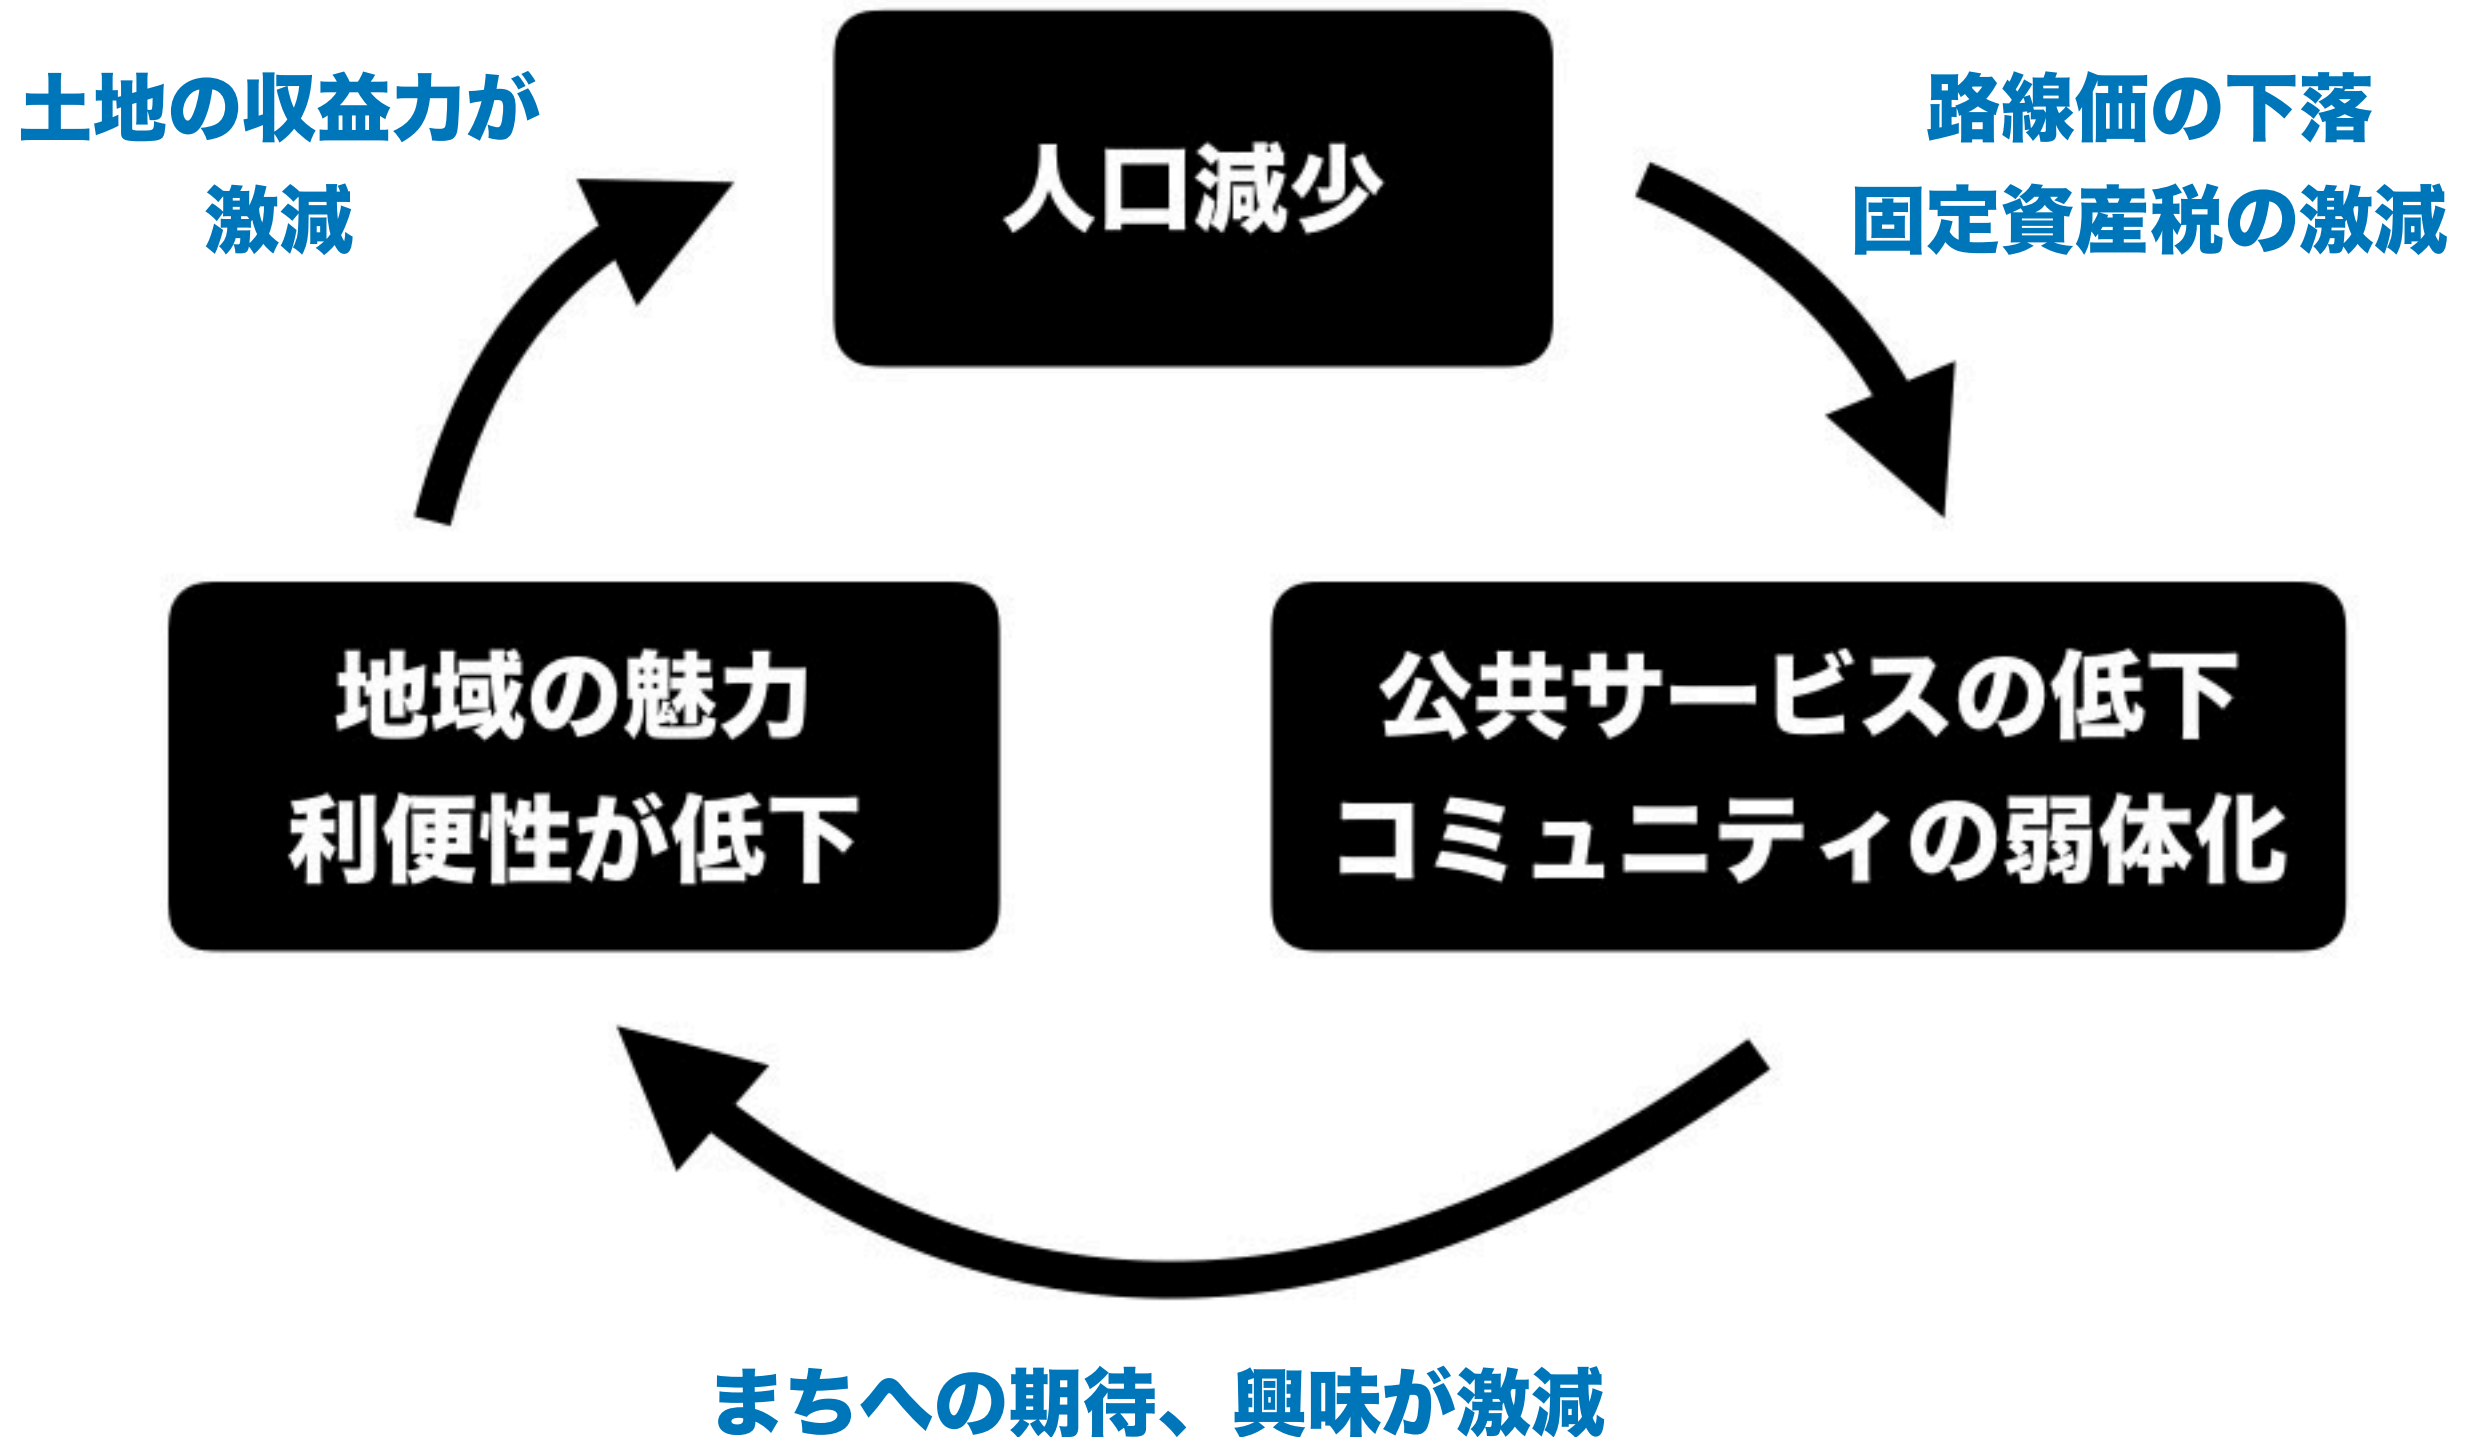 土地の収益力が
激減
人口減少
路線価の下落
固定資産税の激減
地域の魅力
利便性が低下
公共サービスの低下
コミュニティの弱体化
まちへの期待、興味が激減